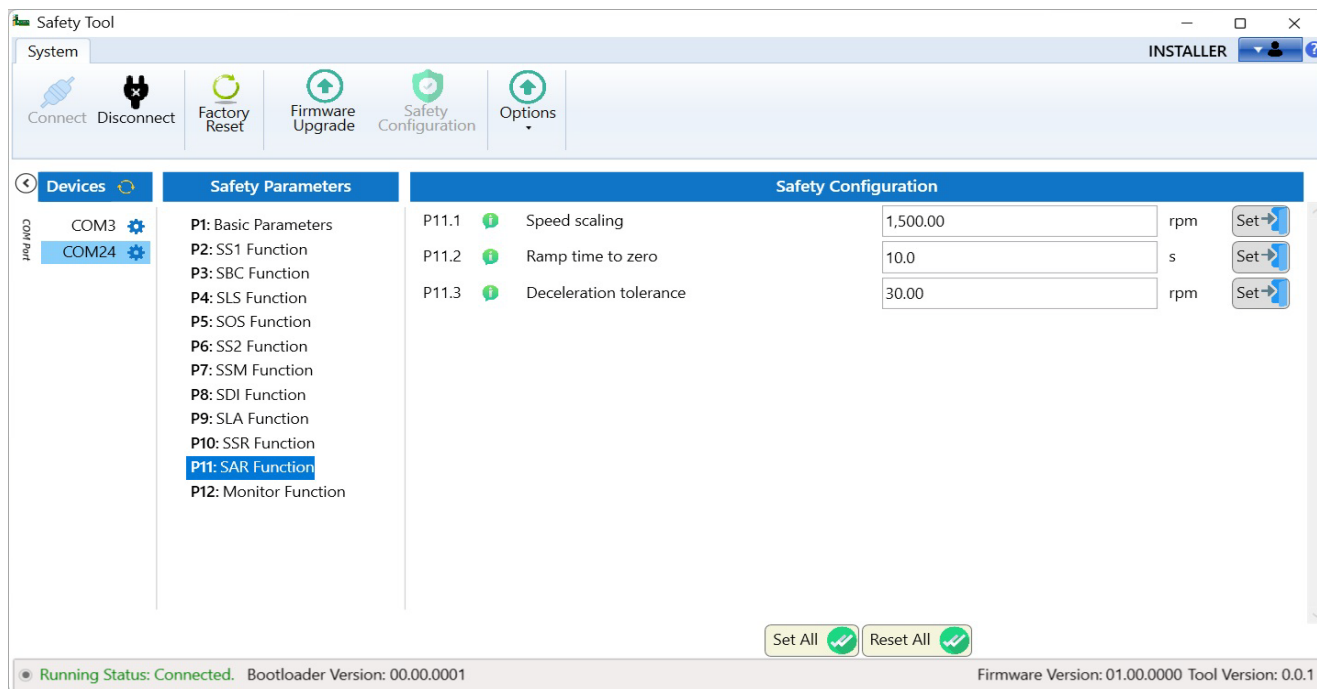 Safety Tool
System
INSTALLER
Connect
Disconnect
Factory
Reset
Firmware
Upgrade
Safety
Configuration
Options
Devices
Safety Parameters
Safety Configuration
COM Port
COM3
COM24
P1: Basic Parameters
P2: SS1 Function
P3: SBC Function
P4: SLS Function
P5: SOS Function
P6: SS2 Function
P7: SSM Function
P8: SDI Function
P9: SLA Function
P10: SSR Function
P11: SAR Function
P12: Monitor Function
P11.1 Speed scaling 1,500.00 rpm Set
P11.2 Ramp time to zero 10.0 s Set
P11.3 Deceleration tolerance 30.00 rpm Set
Set All
Reset All
Running Status: Connected. Bootloader Version: 00.00.0001
Firmware Version: 01.00.0000 Tool Version: 0.0.1